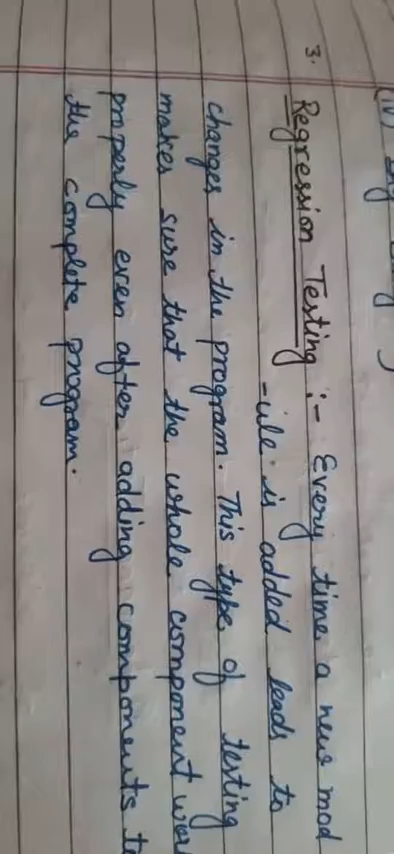 (iv)
3. Regression Testing :- Every time a new mod
-ule is added leads to
changes in the program. This type of testing
makes sure that the whole component wor
properly even after adding components to
the complete program.